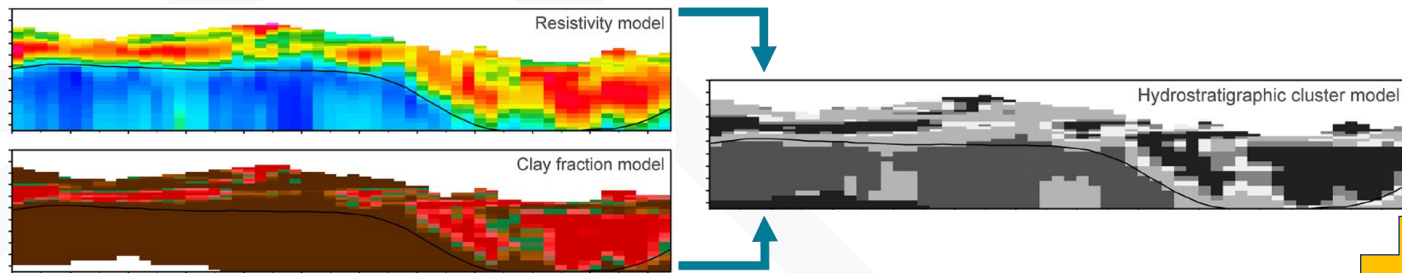 Resistivity model
Clay fraction model
Hydrostratigraphic cluster model